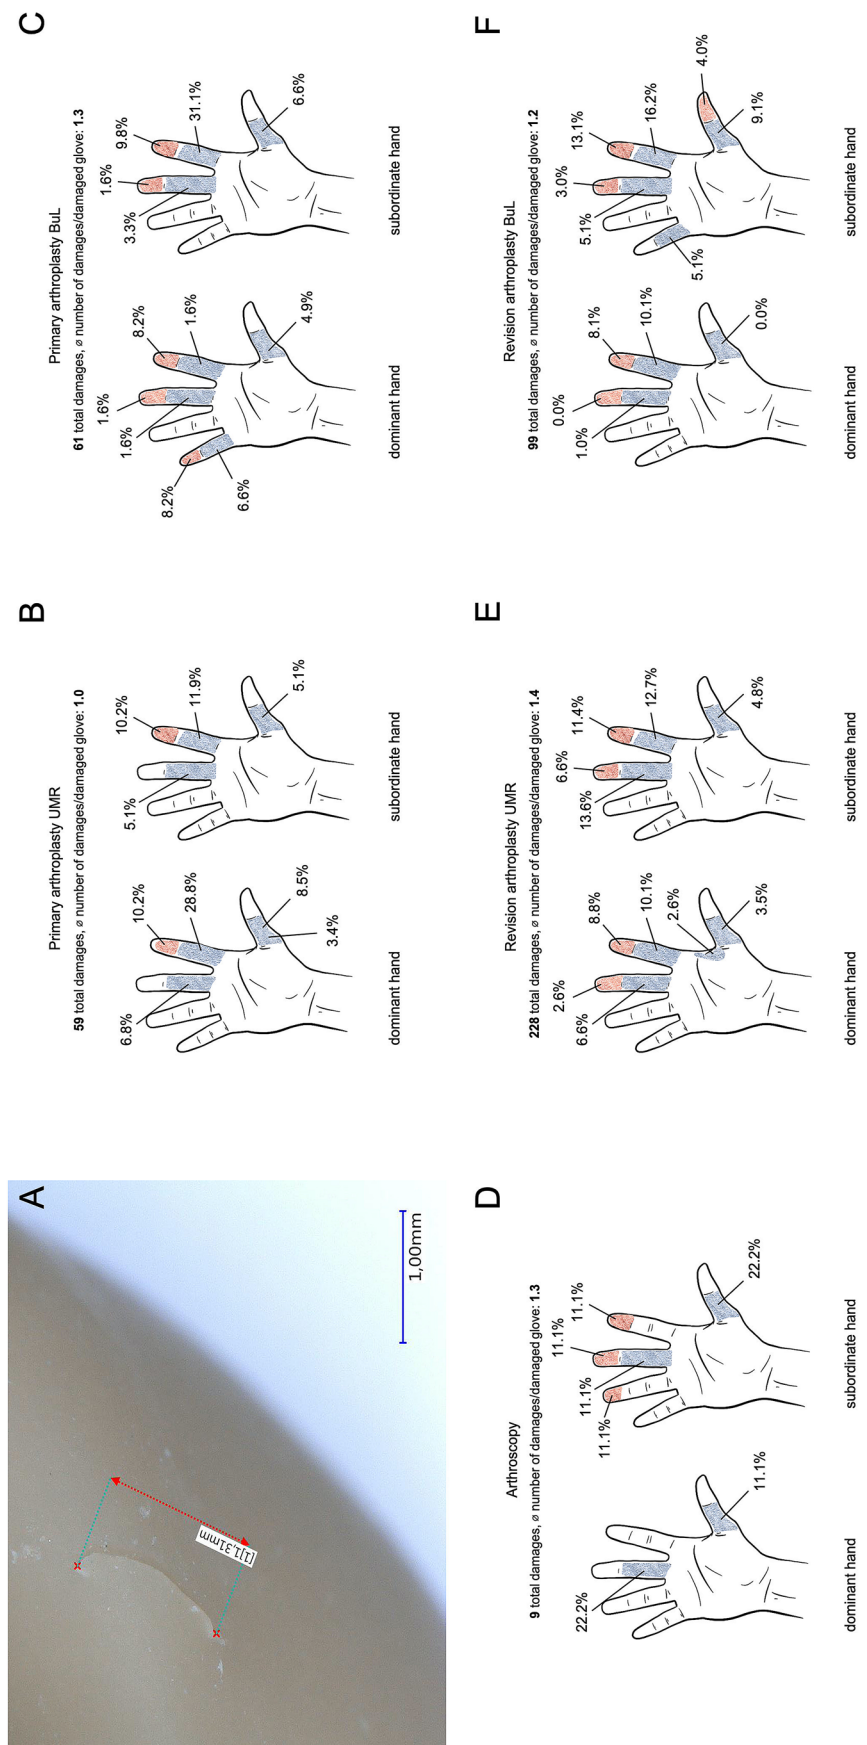 A
[1]1,31mm
1,00mm
B
Primary arthroplasty UMR
59 total damages, ø number of damages/damaged glove: 1.0
6.8%
10.2%
28.8%
8.5%
3.4%
dominant hand
5.1%
10.2%
11.9%
5.1%
subordinate hand
C
Primary arthroplasty BuL
61 total damages, ø number of damages/damaged glove: 1.3
8.2%
6.6%
1.6%
1.6%
8.2%
1.6%
4.9%
dominant hand
3.3%
1.6%
9.8%
31.1%
6.6%
subordinate hand
D
Arthroscopy
9 total damages, ø number of damages/damaged glove: 1.3
22.2%
11.1%
dominant hand
11.1%
11.1%
11.1%
11.1%
22.2%
subordinate hand
E
Revision arthroplasty UMR
228 total damages, ø number of damages/damaged glove: 1.4
6.6%
2.6%
8.8%
10.1%
2.6%
3.5%
dominant hand
13.6%
6.6%
11.4%
12.7%
4.8%
subordinate hand
F
Revision arthroplasty BuL
99 total damages, ø number of damages/damaged glove: 1.2
1.0%
0.0%
8.1%
10.1%
0.0%
dominant hand
5.1%
5.1%
3.0%
13.1%
16.2%
4.0%
9.1%
subordinate hand